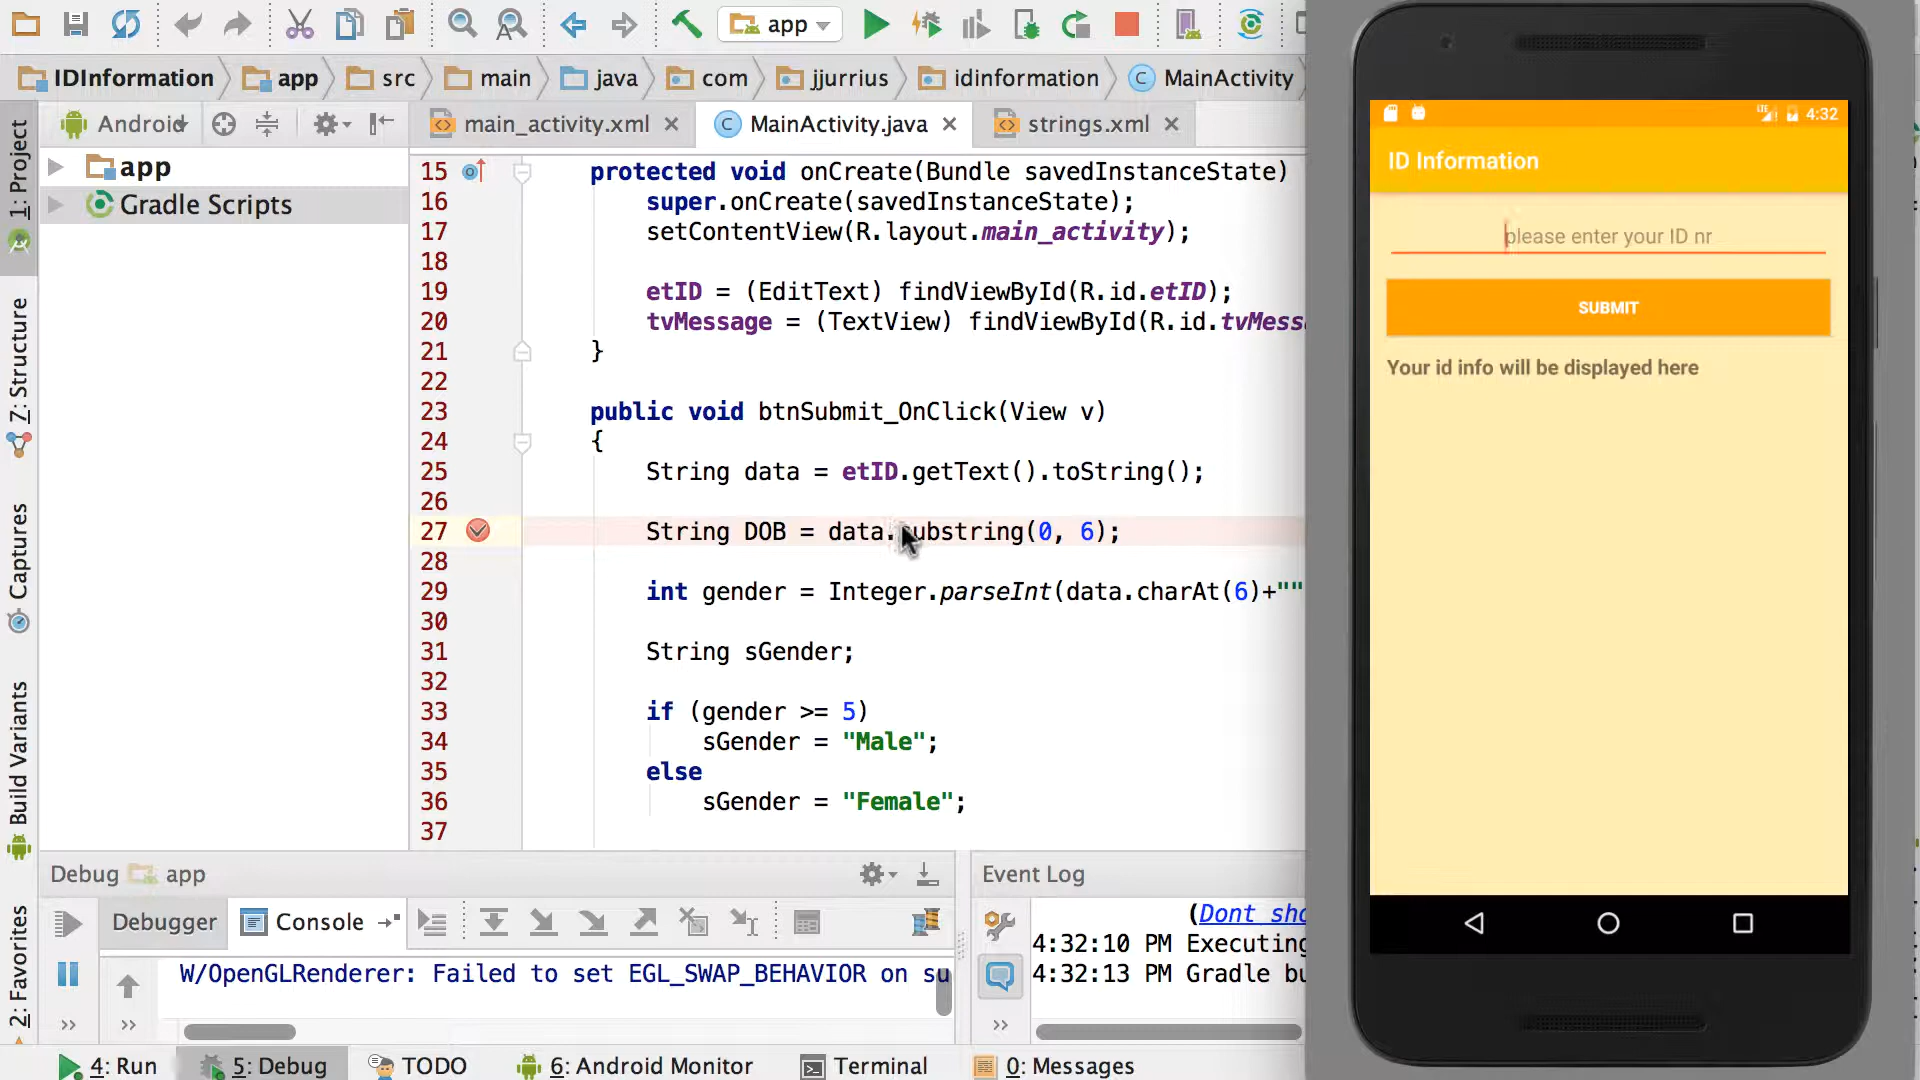 app
IDInformation
app
src
main
java
com
jjurrius
idinformation
MainActivity
Android
main_activity.xml
MainActivity.java
strings.xml
1: Project
7: Structure
Captures
Build Variants
2: Favorites
app
Gradle Scripts
15 protected void onCreate(Bundle savedInstanceState)
16 super.onCreate(savedInstanceState);
17 setContentView(R.layout.main_activity);
18
19 etID = (EditText) findViewById(R.id.etID);
20 tvMessage = (TextView) findViewById(R.id.tvMess
21 }
22
23 public void btnSubmit_OnClick(View v)
24 {
25 String data = etID.getText().toString();
26
27 String DOB = data.substring(0, 6);
28
29 int gender = Integer.parseInt(data.charAt(6)+""
30
31 String sGender;
32
33 if (gender >= 5)
34 sGender = "Male";
35 else
36 sGender = "Female";
37
Debug app
Debugger
Console
W/OpenGLRenderer: Failed to set EGL_SWAP_BEHAVIOR on su
Event Log
(Dont sho
4:32:10 PM Executing
4:32:13 PM Gradle bu
4: Run
5: Debug
TODO
6: Android Monitor
Terminal
0: Messages
LTE 4:32
ID Information
please enter your ID nr
SUBMIT
Your id info will be displayed here